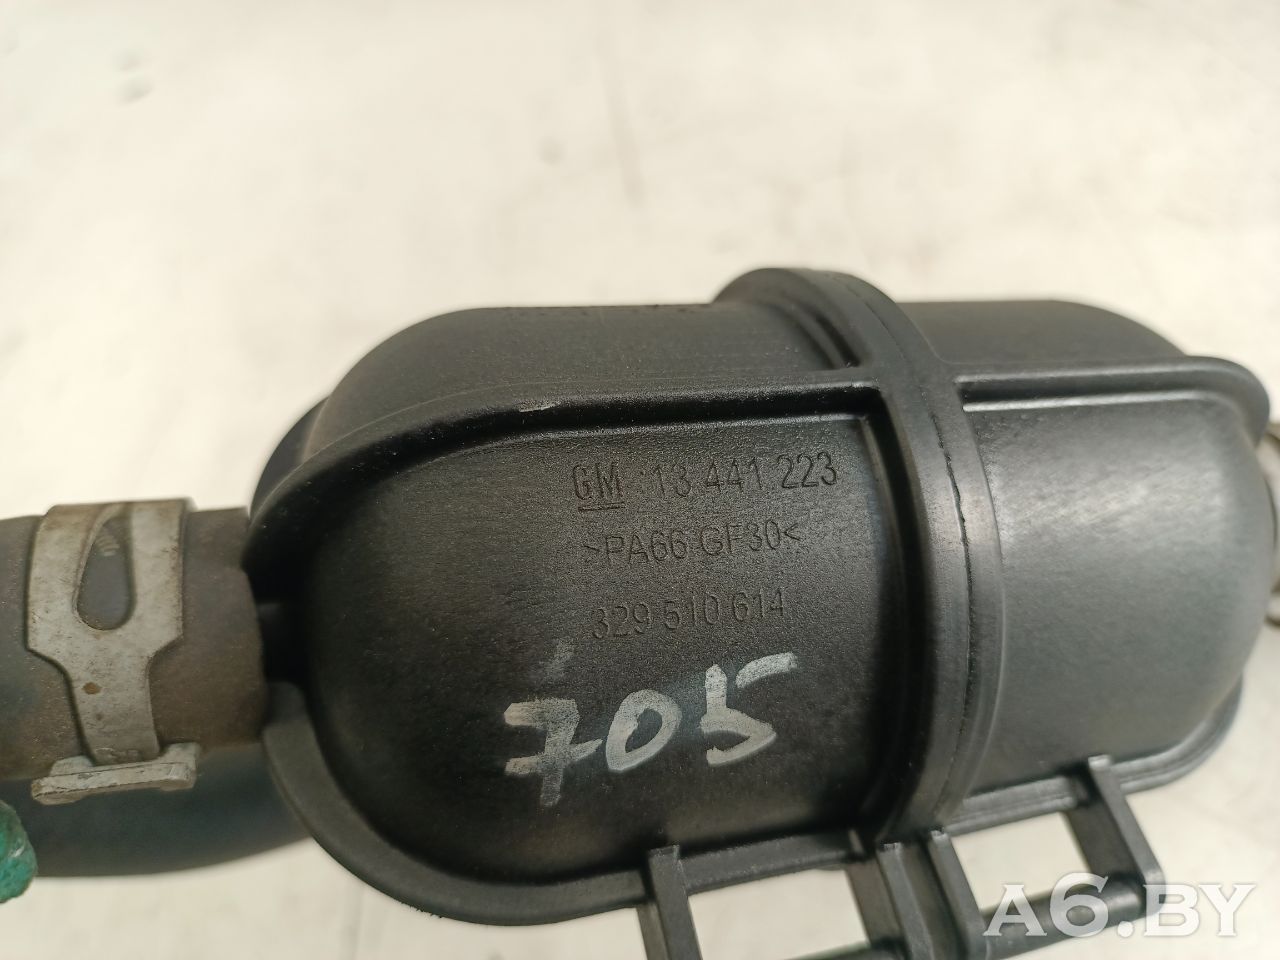 GM 13 441 223
>PA66 GF30<
329 510 614
705
A6.BY